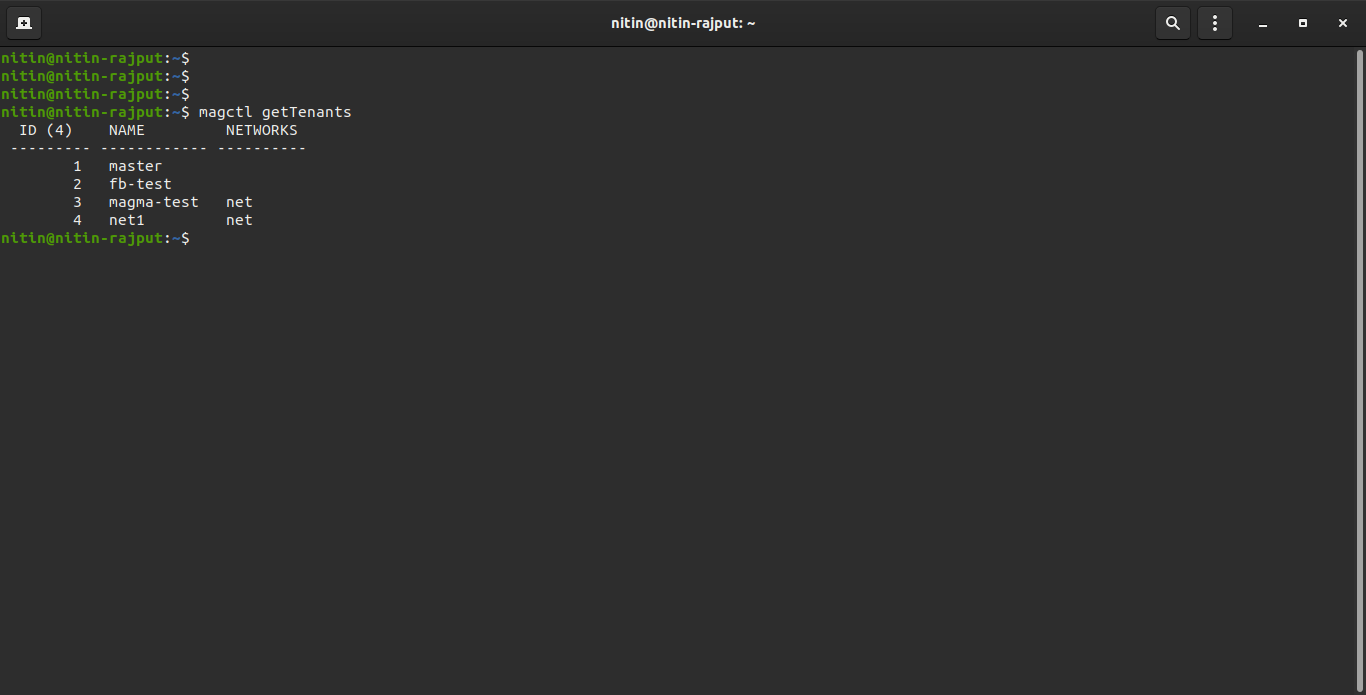 nitin@nitin-rajput: ~
nitin@nitin-rajput:~$
nitin@nitin-rajput:~$
nitin@nitin-rajput:~$
nitin@nitin-rajput:~$ magctl getTenants
  ID (4)    NAME         NETWORKS
 --------- ------------ ----------
        1   master
        2   fb-test
        3   magma-test   net
        4   net1         net
nitin@nitin-rajput:~$